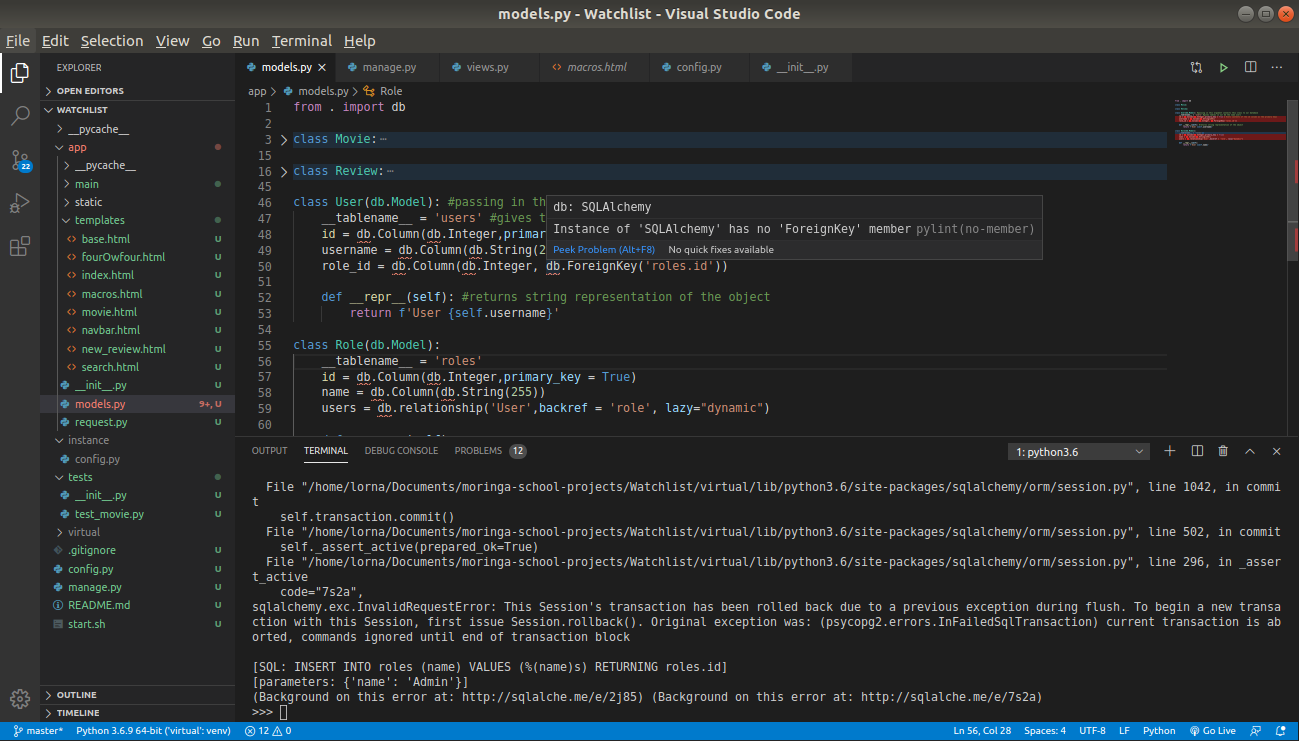 models.py - Watchlist - Visual Studio Code
File Edit Selection View Go Run Terminal Help
EXPLORER
OPEN EDITORS
WATCHLIST
__pycache__
app
__pycache__
main
static
templates
base.html U
fourOwfour.html U
index.html U
macros.html U
movie.html U
navbar.html U
new_review.html U
search.html U
__init__.py U
models.py 9+, U
request.py U
instance
config.py
tests
__init__.py U
test_movie.py U
virtual
.gitignore U
config.py U
manage.py U
README.md U
start.sh U
OUTLINE
TIMELINE
22
models.py manage.py views.py macros.html config.py __init__.py
app > models.py > Role
1 from . import db
2
3 class Movie:⋯
15
16 class Review:⋯
45
46 class User(db.Model): #passing in th
47 __tablename__ = 'users' #gives t
48 id = db.Column(db.Integer,primar
49 username = db.Column(db.String(2
50 role_id = db.Column(db.Integer, db.ForeignKey('roles.id'))
51
52 def __repr__(self): #returns string representation of the object
53 return f'User {self.username}'
54
55 class Role(db.Model):
56 __tablename__ = 'roles'
57 id = db.Column(db.Integer,primary_key = True)
58 name = db.Column(db.String(255))
59 users = db.relationship('User',backref = 'role', lazy="dynamic")
60
db: SQLAlchemy
Instance of 'SQLAlchemy' has no 'ForeignKey' member pylint(no-member)
Peek Problem (Alt+F8) No quick fixes available
OUTPUT TERMINAL DEBUG CONSOLE PROBLEMS 12
1: python3.6
File "/home/lorna/Documents/moringa-school-projects/Watchlist/virtual/lib/python3.6/site-packages/sqlalchemy/orm/session.py", line 1042, in commi
t
self.transaction.commit()
File "/home/lorna/Documents/moringa-school-projects/Watchlist/virtual/lib/python3.6/site-packages/sqlalchemy/orm/session.py", line 502, in commit
self._assert_active(prepared_ok=True)
File "/home/lorna/Documents/moringa-school-projects/Watchlist/virtual/lib/python3.6/site-packages/sqlalchemy/orm/session.py", line 296, in _asser
t_active
code="7s2a",
sqlalchemy.exc.InvalidRequestError: This Session's transaction has been rolled back due to a previous exception during flush. To begin a new transa
ction with this Session, first issue Session.rollback(). Original exception was: (psycopg2.errors.InFailedSqlTransaction) current transaction is ab
orted, commands ignored until end of transaction block
[SQL: INSERT INTO roles (name) VALUES (%(name)s) RETURNING roles.id]
[parameters: {'name': 'Admin'}]
(Background on this error at: http://sqlalche.me/e/2j85) (Background on this error at: http://sqlalche.me/e/7s2a)
>>>
master* Python 3.6.9 64-bit ('virtual': venv) 12 0 Ln 56, Col 28 Spaces: 4 UTF-8 LF Python Go Live